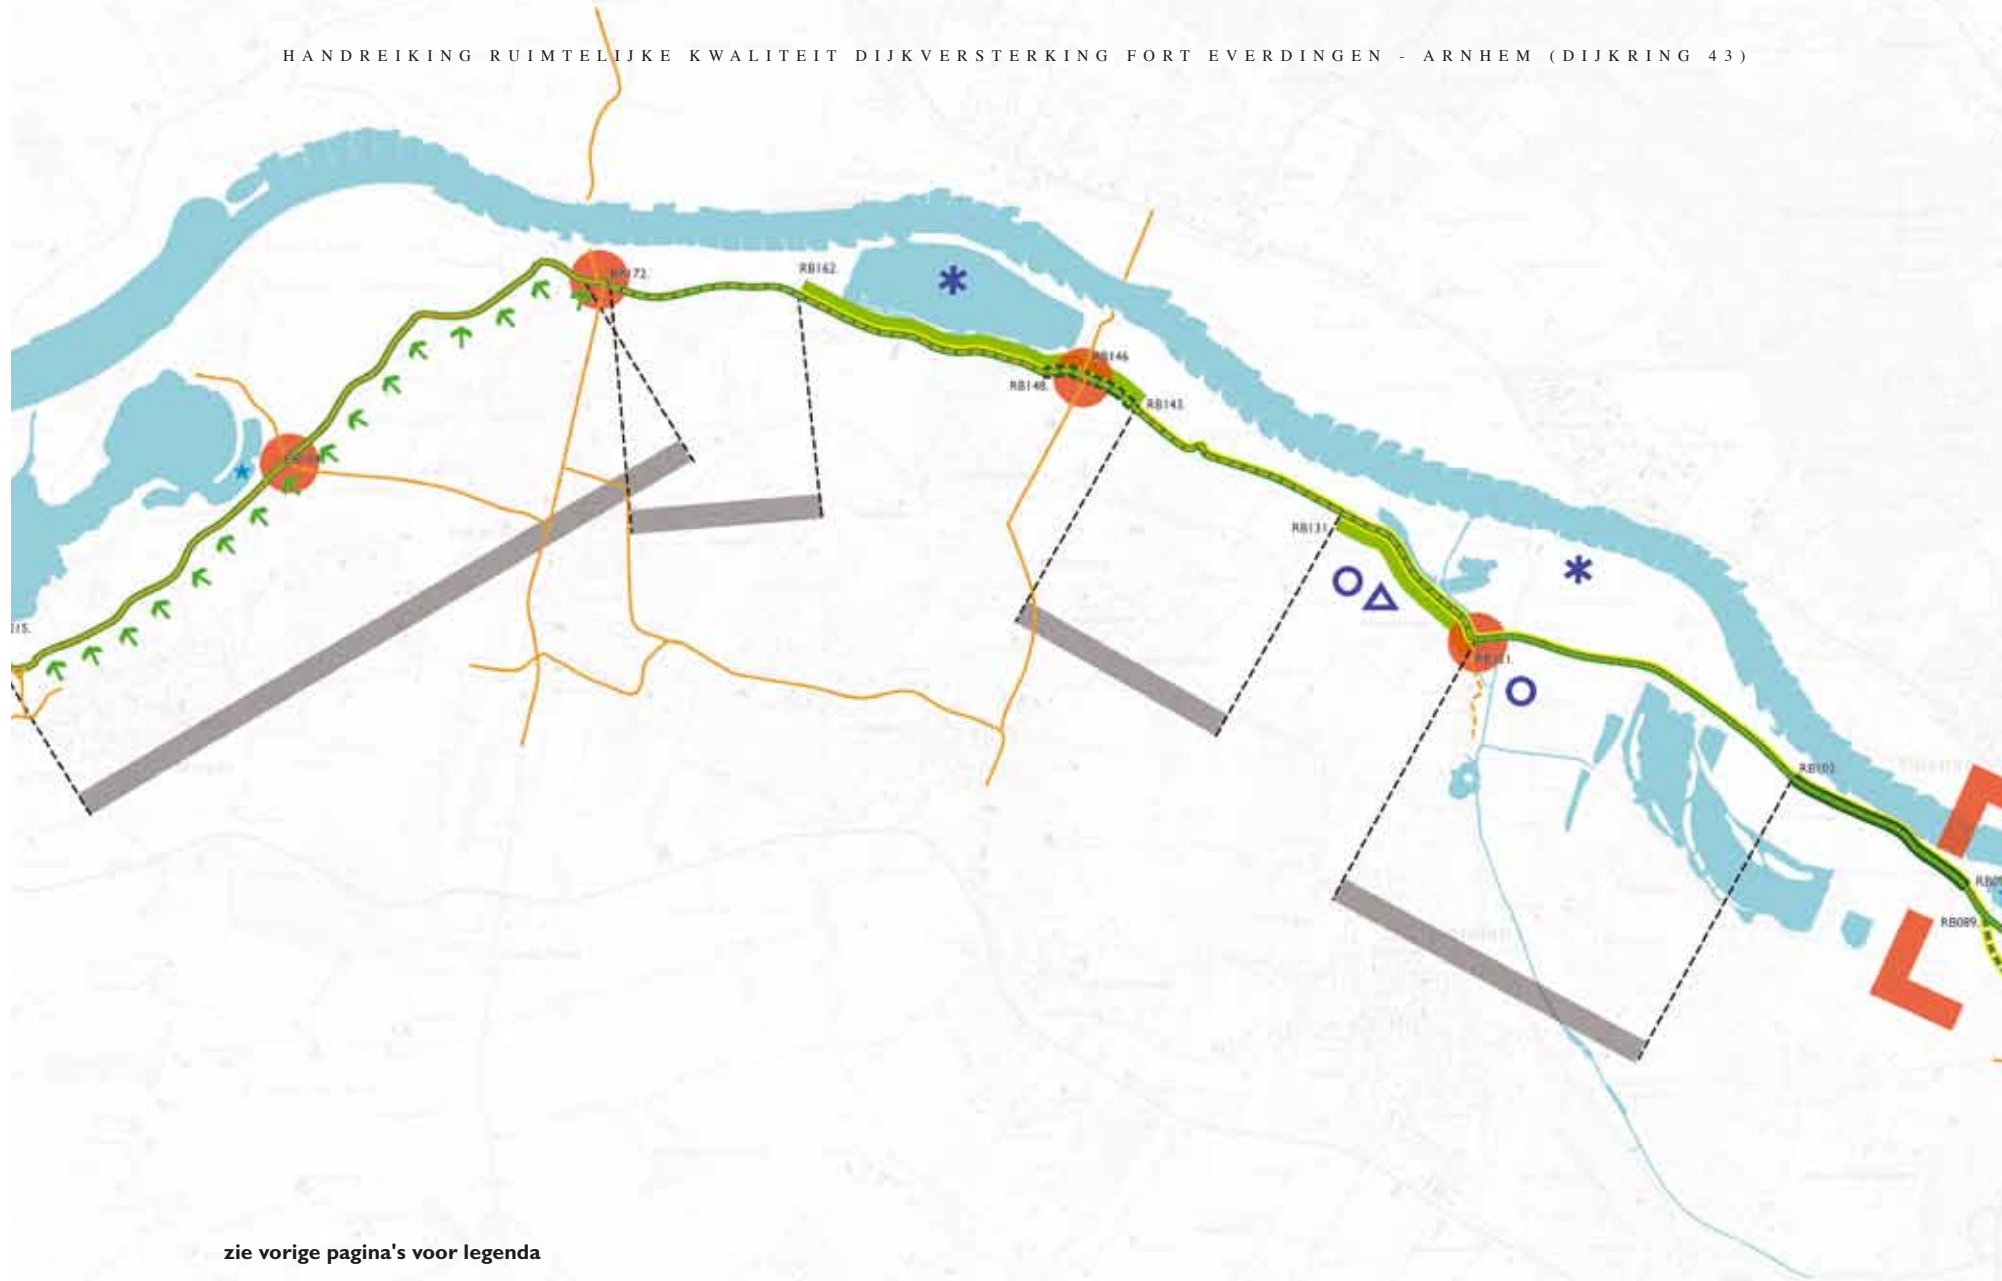 HANDREIKING RUIMTELIJKE KWALITEIT DIJKVERSTERKING FORT EVERDINGEN - ARNHEM (DIJKRING 43)
RB162.
RB146
RB148.
RB143.
RB131.
RB102.
RB089.
zie vorige pagina's voor legenda